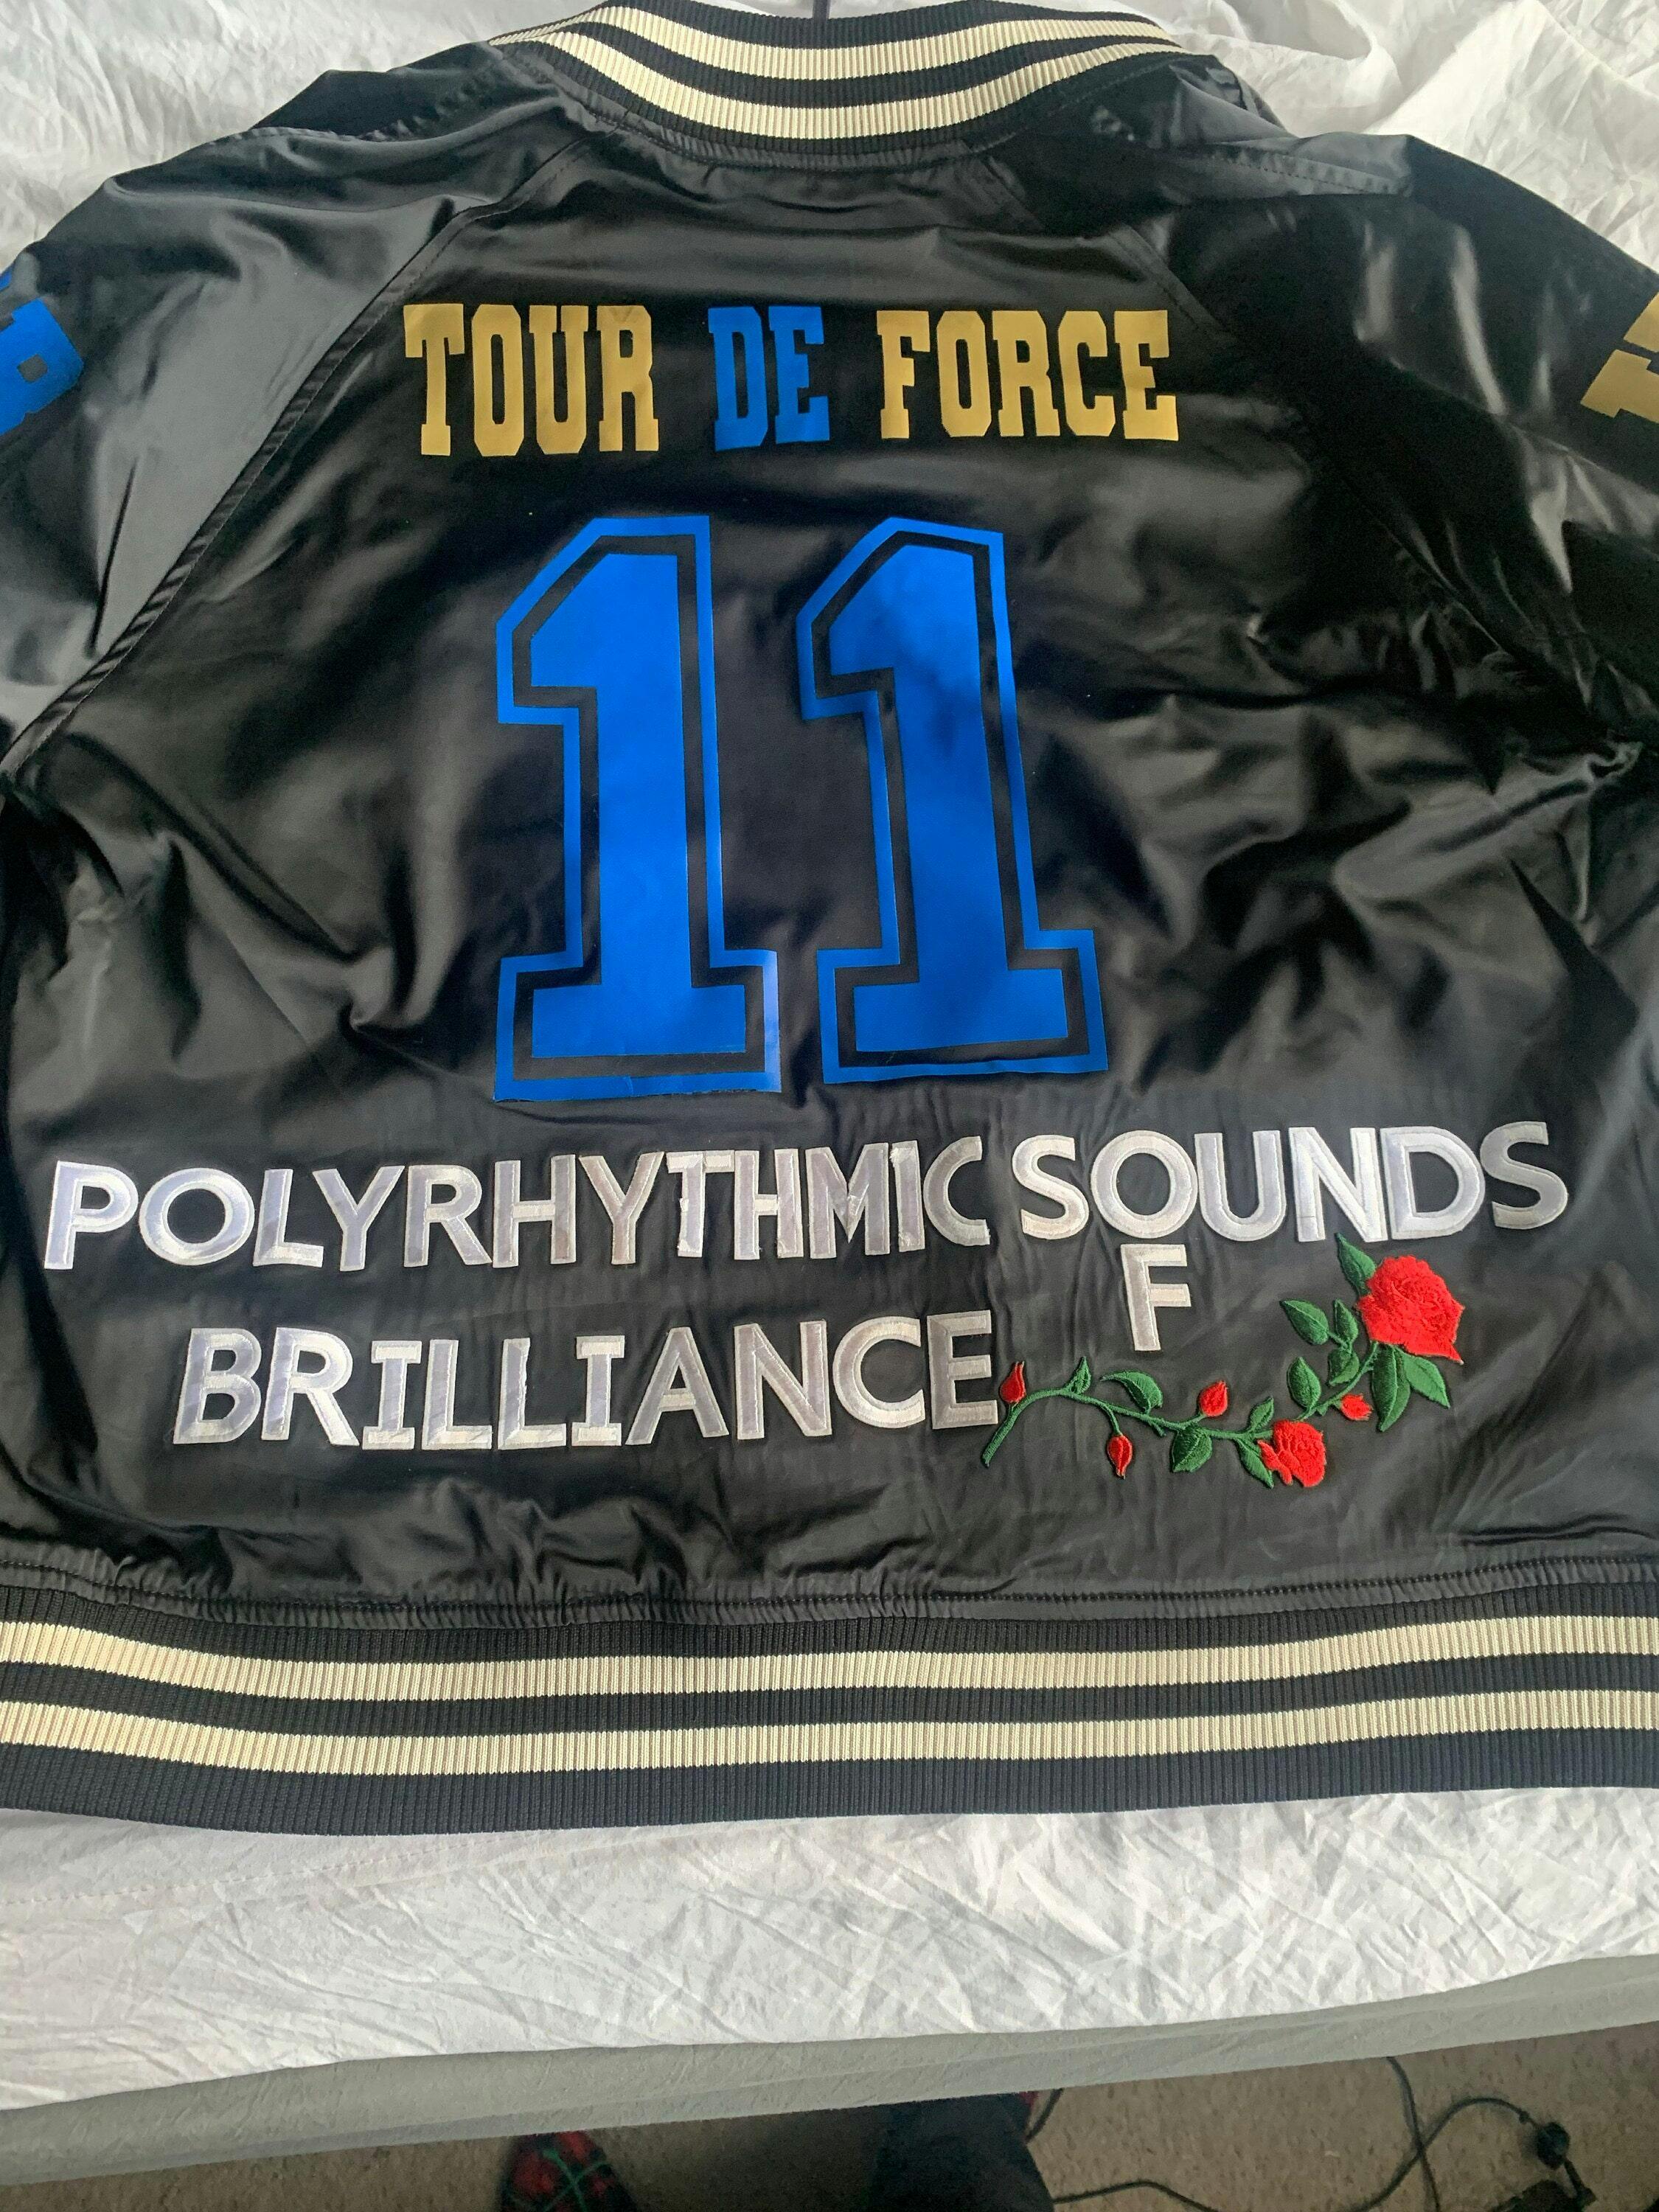 TOUR DE FORCE
11
POLYRHYTHMIC SOUNDS
F
BRILLIANCE